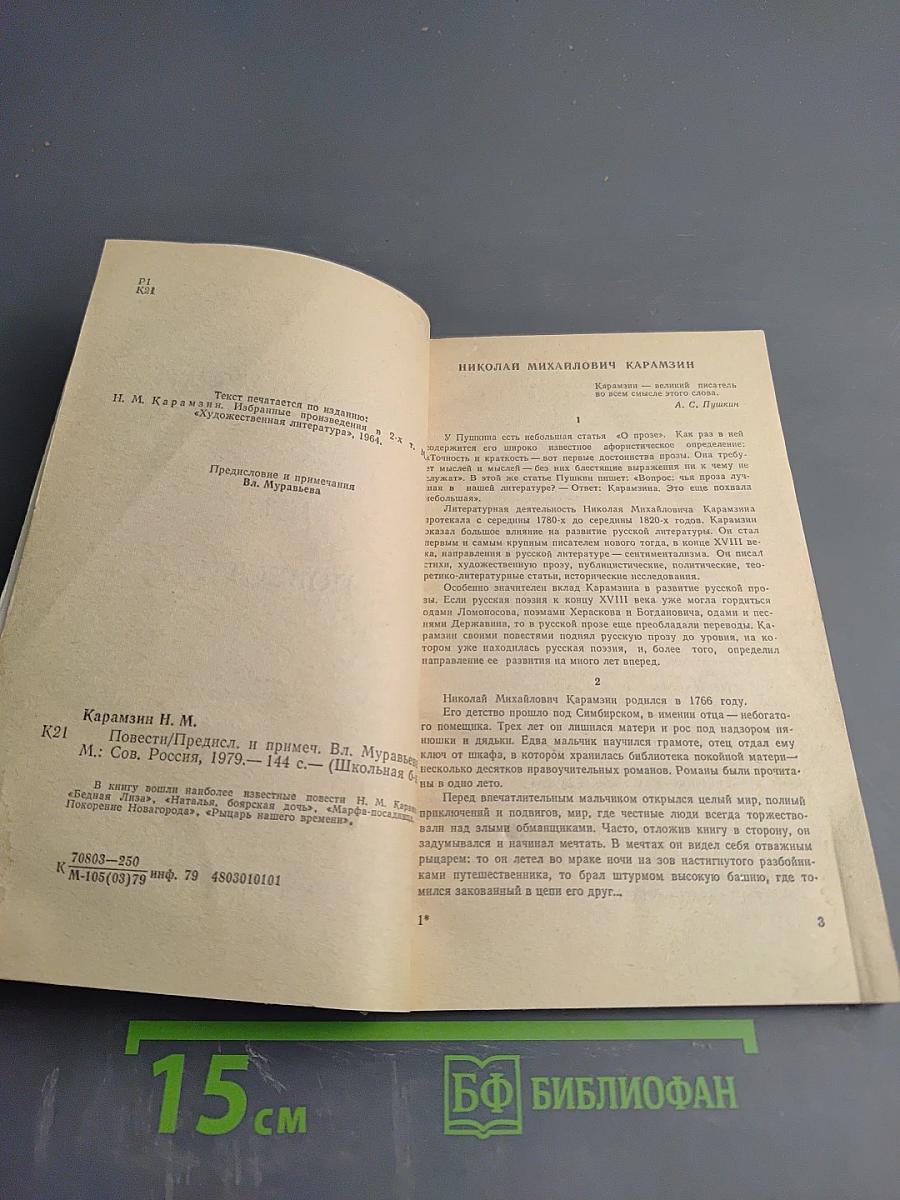 Р1
К21
Текст печатается по изданию:
Н. М. Карамзин. Избранные произведения в 2-х т.
«Художественная литература», 1964.
Предисловие и примечания
Вл. Муравьева
Карамзин Н. М.
К21 Повести/Предисл. и примеч. Вл. Муравьева
М.: Сов. Россия, 1979.— 144 с.— (Школьная б-
В книгу вошли наиболее известные повести Н. М. Карам
«Бедная Лиза», «Наталья, боярская дочь», «Марфа-посадница,
Покорение Новагорода», «Рыцарь нашего времени».
К 70803—250
М-105(03)79 инф. 79 4803010101
НИКОЛАЙ МИХАЙЛОВИЧ КАРАМЗИН
Карамзин — великий писатель
во всем смысле этого слова.
А. С. Пушкин
1
У Пушкина есть небольшая статья «О прозе». Как раз в ней
содержится его широко известное афористическое определение:
«Точность и краткость — вот первые достоинства прозы. Она требу-
ет мыслей и мыслей — без них блестящие выражения ни к чему не
служат». В этой же статье Пушкин пишет: «Вопрос: чья проза луч-
шая в нашей литературе? — Ответ: Карамзина. Это еще похвала
небольшая».
Литературная деятельность Николая Михайловича Карамзина
протекала с середины 1780-х до середины 1820-х годов. Карамзин
оказал большое влияние на развитие русской литературы. Он стал
первым и самым крупным писателем нового тогда, в конце XVIII ве-
ка, направления в русской литературе — сентиментализма. Он писал
стихи, художественную прозу, публицистические, политические, тео-
ретико-литературные статьи, исторические исследования.
Особенно значителен вклад Карамзина в развитие русской про-
зы. Если русская поэзия к концу XVIII века уже могла гордиться
одами Ломоносова, поэмами Хераскова и Богдановича, одами и пес-
нями Державина, то в русской прозе еще преобладали переводы. Ка-
рамзин своими повестями поднял русскую прозу до уровня, на ко-
тором уже находилась русская поэзия, и, более того, определил
направление ее развития на много лет вперед.
2
Николай Михайлович Карамзин родился в 1766 году.
Его детство прошло под Симбирском, в имении отца — небогато-
го помещика. Трех лет он лишился матери и рос под надзором ня-
нюшки и дядьки. Едва мальчик научился грамоте, отец отдал ему
ключ от шкафа, в котором хранилась библиотека покойной матери—
несколько десятков нравоучительных романов. Романы были прочита-
ны в одно лето.
Перед впечатлительным мальчиком открылся целый мир, полный
приключений и подвигов, мир, где честные люди всегда торжество-
вали над злыми обманщиками. Часто, отложив книгу в сторону, он
задумывался и начинал мечтать. В мечтах он видел себя отважным
рыцарем: то он летел во мраке ночи на зов настигнутого разбойни-
ками путешественника, то брал штурмом высокую башню, где то-
мился закованный в цепи его друг...
1*
3
15 см
БФ БИБЛИОФАН